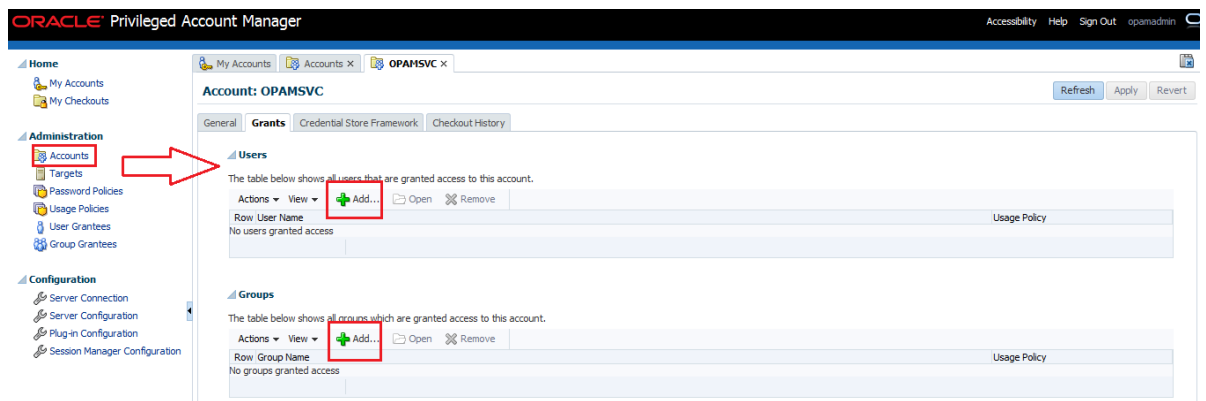 ORACLE Privileged Account Manager
Accessibility Help Sign Out opamadmin
Home
My Accounts
My Checkouts
Administration
Accounts
Targets
Password Policies
Usage Policies
User Grantees
Group Grantees
Configuration
Server Connection
Server Configuration
Plug-in Configuration
Session Manager Configuration
My Accounts Accounts OPAMSVC
Account: OPAMSVC
Refresh Apply Revert
General Grants Credential Store Framework Checkout History
Users
The table below shows all users that are granted access to this account.
Actions View Add... Open Remove
Row User Name Usage Policy
No users granted access
Groups
The table below shows all groups which are granted access to this account.
Actions View Add... Open Remove
Row Group Name Usage Policy
No groups granted access